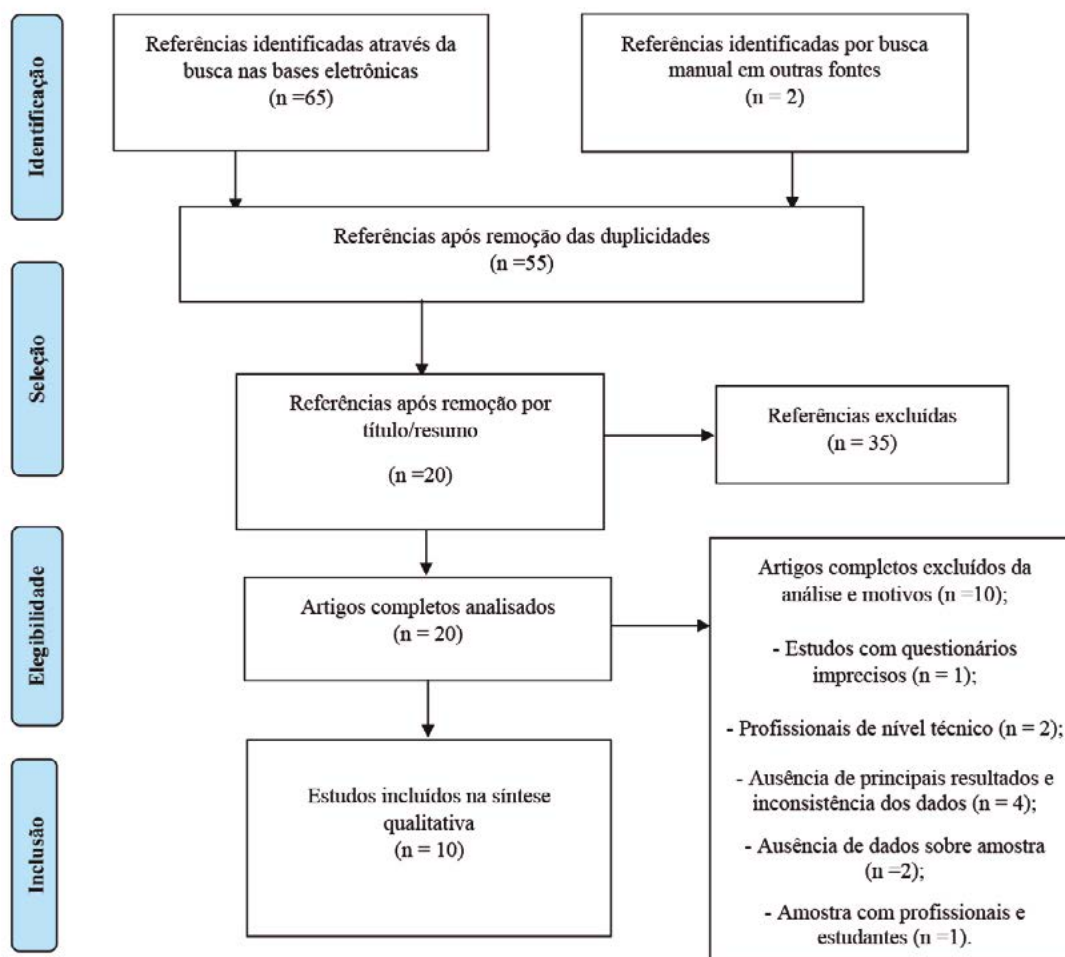 Identificação
Referências identificadas através da
busca nas bases eletrônicas
(n =65)
Referências identificadas por busca
manual em outras fontes
(n = 2)
Referências após remoção das duplicidades
(n =55)
Seleção
Referências após remoção por
título/resumo
(n =20)
Referências excluídas
(n = 35)
Elegibilidade
Artigos completos analisados
(n = 20)
Artigos completos excluídos da
análise e motivos (n =10);
- Estudos com questionários
imprecisos (n = 1);
- Profissionais de nível técnico (n = 2);
- Ausência de principais resultados e
inconsistência dos dados (n = 4);
- Ausência de dados sobre amostra
(n =2);
- Amostra com profissionais e
estudantes (n =1).
Inclusão
Estudos incluídos na síntese
qualitativa
(n = 10)